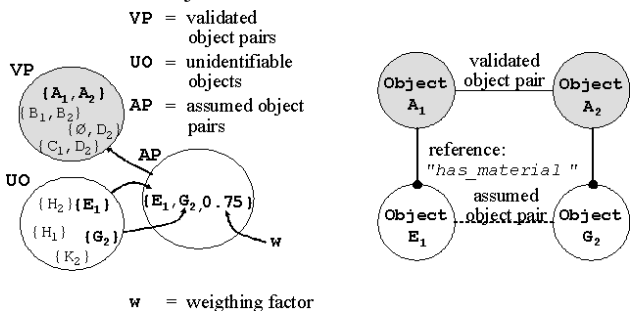 VP = validated
object pairs
UO = unidentifiable
objects
AP = assumed object
pairs
VP
{A1, A2}
{B1, B2}
{Ø, D2}
{C1, D2}
AP
{E1, G2, 0.75}
w
UO
{H2} {E1}
{H1} {G2}
{K2}
w = weigthing factor
validated
object pair
Object
A1
Object
A2
reference:
"has_material "
assumed
object pair
Object
E1
Object
G2